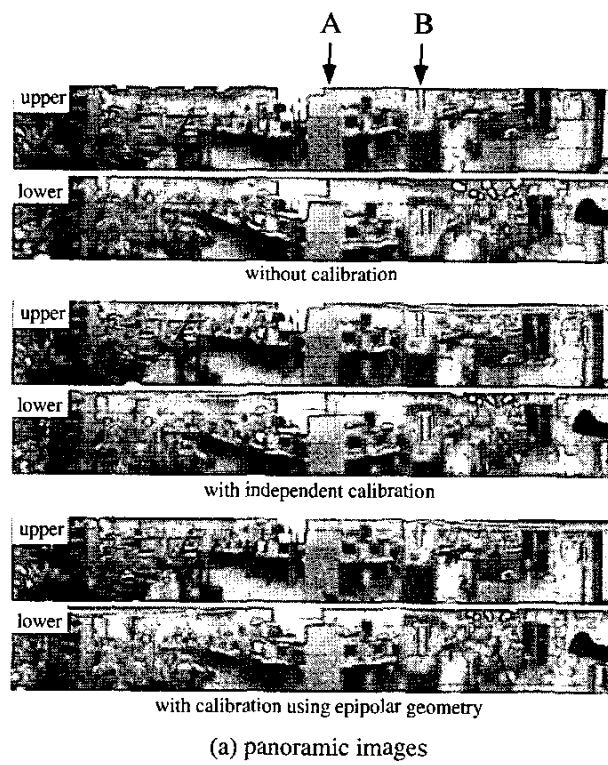 A B
upper
lower
without calibration
upper
lower
with independent calibration
upper
lower
with calibration using epipolar geometry
(a) panoramic images